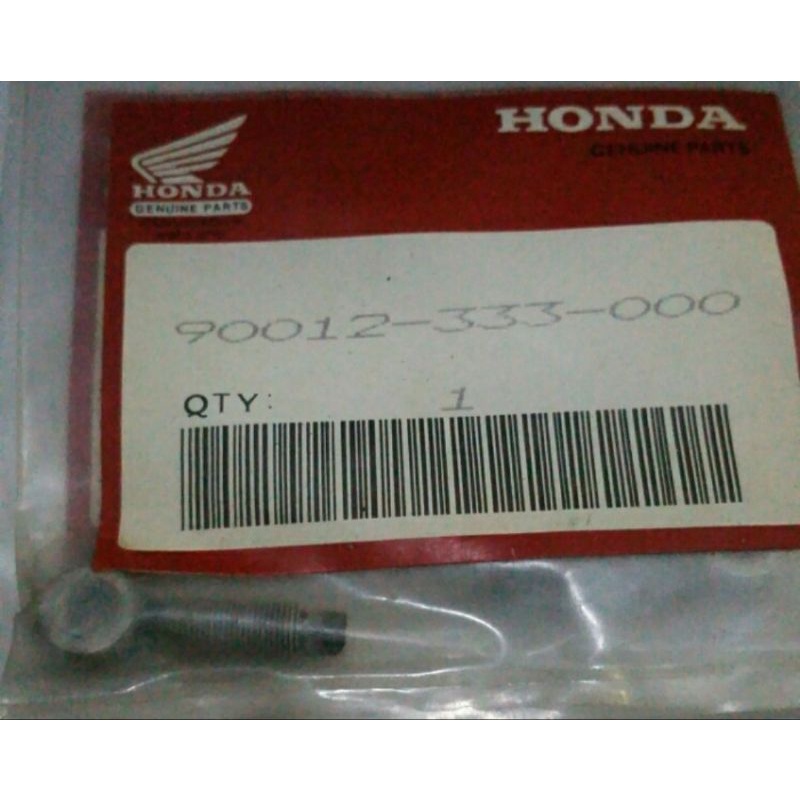 HONDA
GENUINE PARTS
HONDA
GENUINE PARTS
90012-333-000
QTY: 1